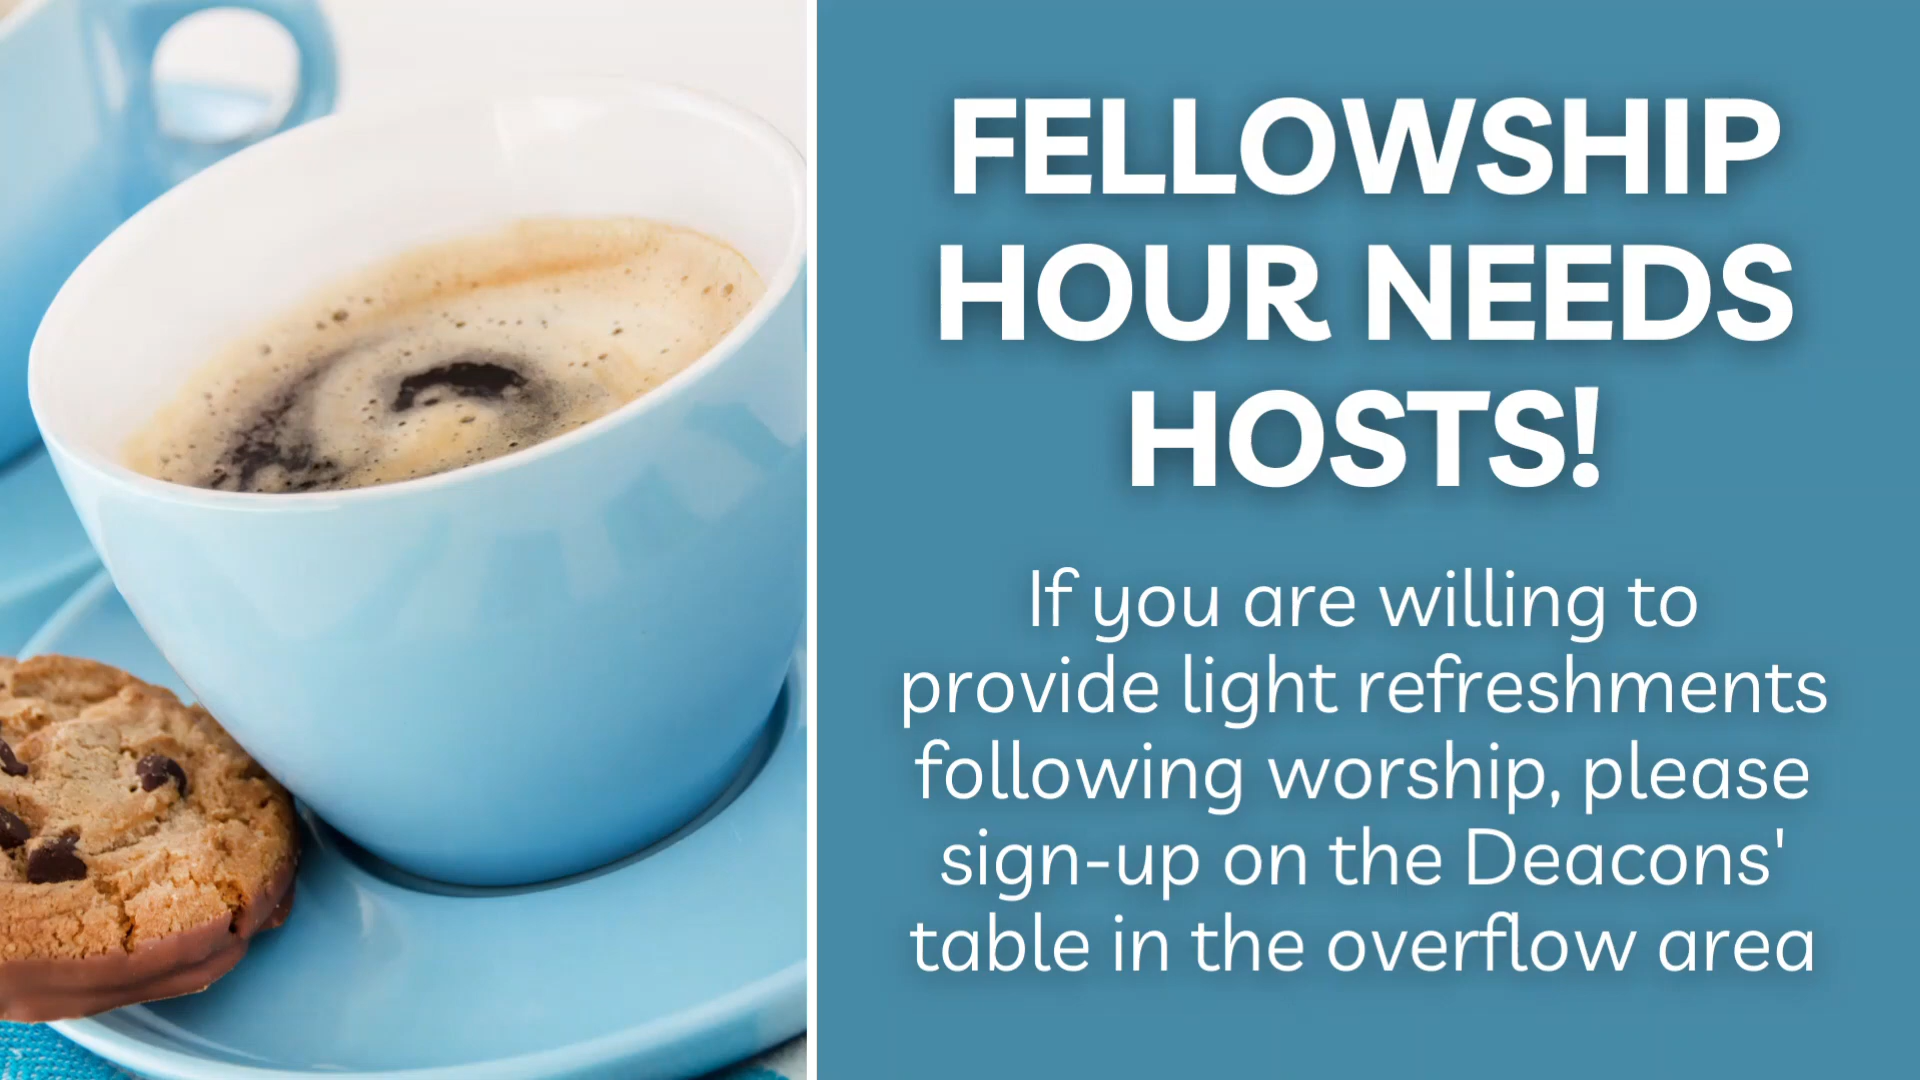 FELLOWSHIP
HOUR NEEDS
HOSTS!
If you are willing to
provide light refreshments
following worship, please
sign-up on the Deacons'
table in the overflow area